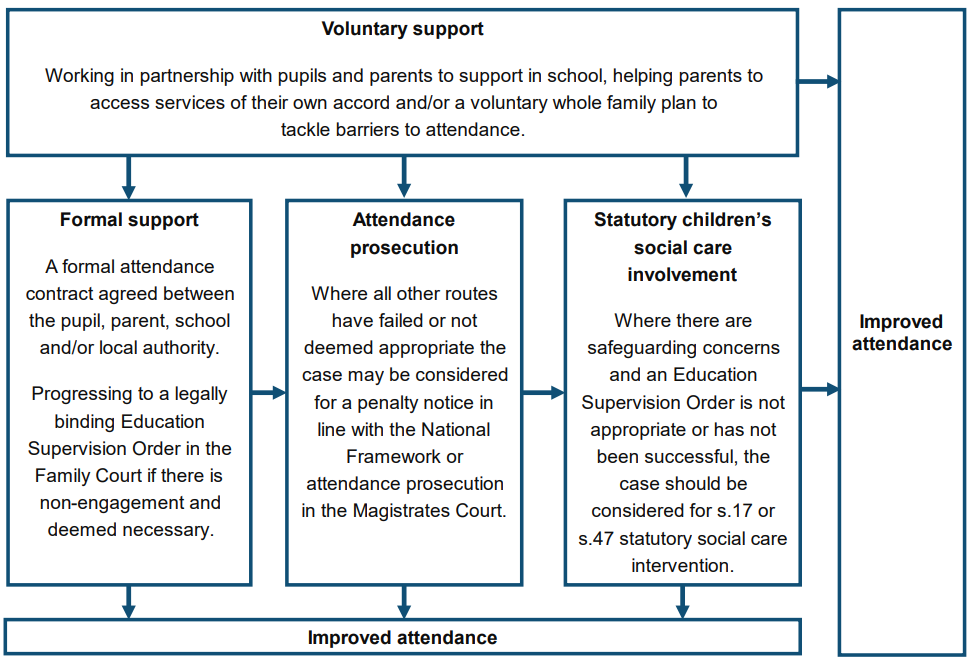 Voluntary support
Working in partnership with pupils and parents to support in school, helping parents to
access services of their own accord and/or a voluntary whole family plan to
tackle barriers to attendance.
Formal support
A formal attendance
contract agreed between
the pupil, parent, school
and/or local authority.
Progressing to a legally
binding Education
Supervision Order in the
Family Court if there is
non-engagement and
deemed necessary.
Attendance
prosecution
Where all other routes
have failed or not
deemed appropriate the
case may be considered
for a penalty notice in
line with the National
Framework or
attendance prosecution
in the Magistrates Court.
Statutory children’s
social care
involvement
Where there are
safeguarding concerns
and an Education
Supervision Order is not
appropriate or has not
been successful, the
case should be
considered for s.17 or
s.47 statutory social care
intervention.
Improved
attendance
Improved attendance